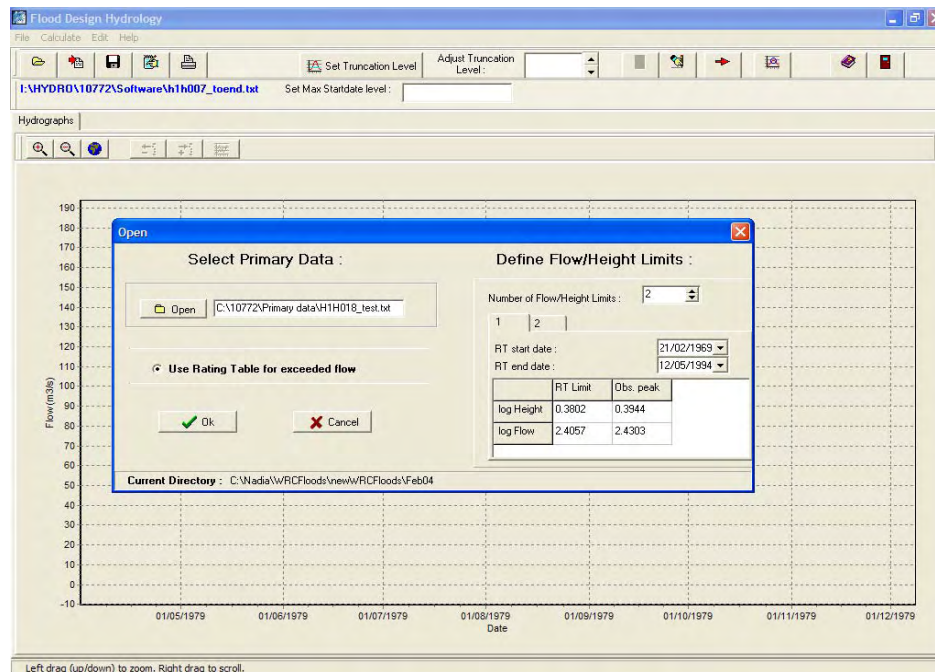 Flood Design Hydrology
File Calculate Edit Help
Set Truncation Level
Adjust Truncation
Level :
I:\HYDRO\10772\Software\h1h007_toend.txt
Set Max Startdate level :
Hydrographs
190
180
170
160
150
140
130
120
110
100
90
80
70
60
50
40
30
20
10
0
-10
Flow (m3/s)
Open
Select Primary Data :
Open C:\10772\Primary data\H1H018_test.txt
Use Rating Table for exceeded flow
Ok Cancel
Define Flow/Height Limits :
Number of Flow/Height Limits : 2
1 2
RT start date : 21/02/1969
RT end date : 12/05/1994
RT Limit Obs. peak
log Height 0.3802 0.3944
log Flow 2.4057 2.4303
Current Directory : C:\Nadia\WRCFloods\newWRCFloods\Feb04
01/05/1979 01/06/1979 01/07/1979 01/08/1979 01/09/1979 01/10/1979 01/11/1979 01/12/1979
Date
Left drag (up/down) to zoom. Right drag to scroll.